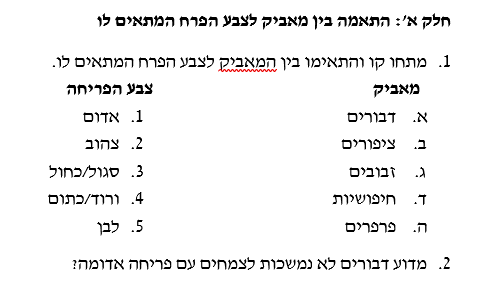 חלק א': התאמה בין מאביק לצבע הפרח המתאים לו
1. מתחו קו והתאימו בין המאביק לצבע הפרח המתאים לו.
מאביק צבע הפריחה
א. דבורים 1. אדום
ב. ציפורים 2. צהוב
ג. זבובים 3. סגול/כחול
ד. חיפושיות 4. ורוד/כתום
ה. פרפרים 5. לבן
2. מדוע דבורים לא נמשכות לצמחים עם פריחה אדומה?